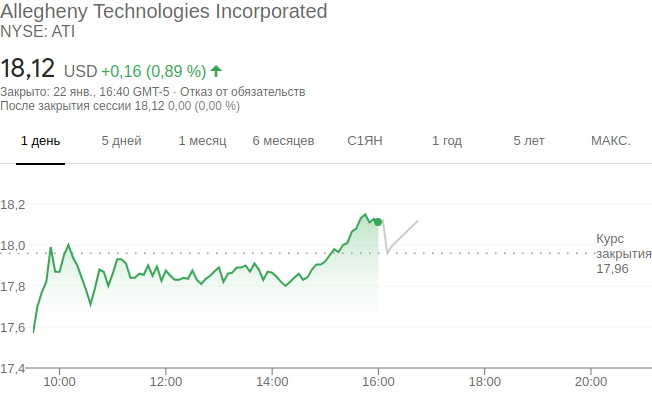 Allegheny Technologies Incorporated
NYSE: ATI
18,12 USD +0,16 (0,89 %)
Закрыто: 22 янв., 16:40 GMT-5 · Отказ от обязательств
После закрытия сессии 18,12 0,00 (0,00 %)
1 день 5 дней 1 месяц 6 месяцев С1ЯН 1 год 5 лет МАКС.
18,2
18,0
17,8
17,6
17,4
Курс
закрытия
17,96
10:00 12:00 14:00 16:00 18:00 20:00